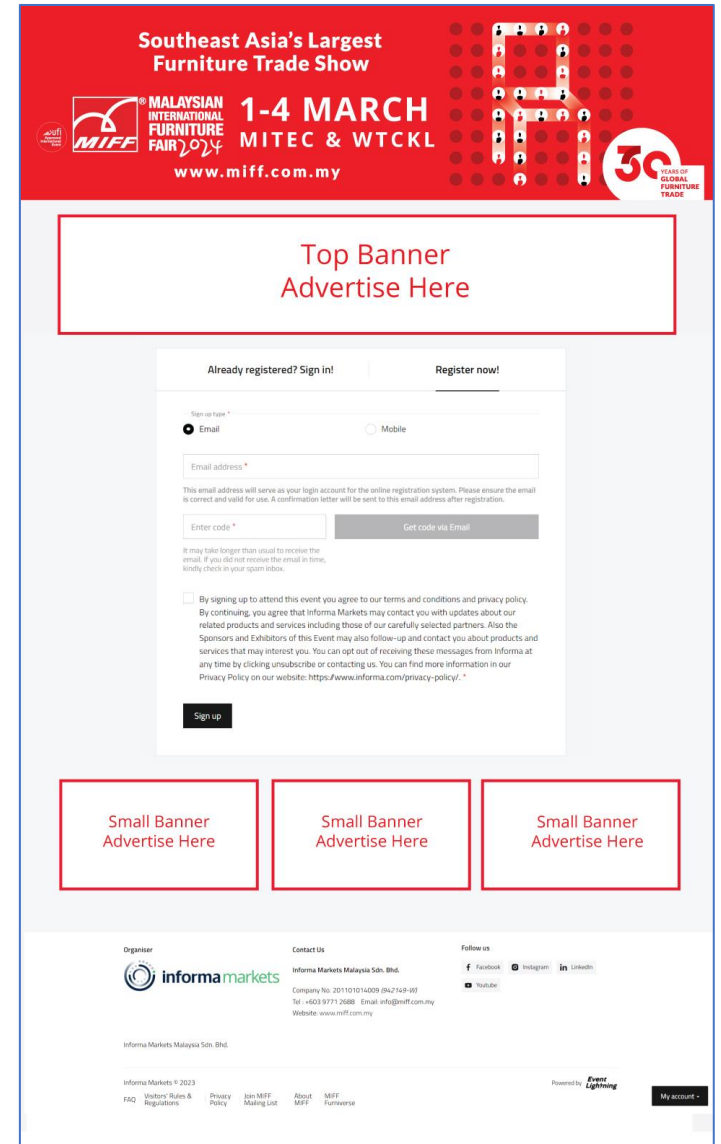 Southeast Asia's Largest
Furniture Trade Show
ufi
Approved
International
Event
MIFF
®
MALAYSIAN
INTERNATIONAL
FURNITURE
FAIR 2024
1-4 MARCH
MITEC & WTCKL
www.miff.com.my
30
YEARS OF
GLOBAL
FURNITURE
TRADE
Top Banner
Advertise Here
Already registered? Sign in!
Register now!
Sign up type *
Email
Mobile
Email address *
This email address will serve as your login account for the online registration system. Please ensure the email
is correct and valid for use. A confirmation letter will be sent to this email address after registration.
Enter code *
Get code via Email
It may take longer than usual to receive the
email. If you did not receive the email in time,
kindly check in your spam inbox.
By signing up to attend this event you agree to our terms and conditions and privacy policy.
By continuing, you agree that Informa Markets may contact you with updates about our
related products and services including those of our carefully selected partners. Also the
Sponsors and Exhibitors of this Event may also follow-up and contact you about products and
services that may interest you. You can opt out of receiving these messages from Informa at
any time by clicking unsubscribe or contacting us. You can find more information in our
Privacy Policy on our website: https://www.informa.com/privacy-policy/. *
Sign up
Small Banner
Advertise Here
Small Banner
Advertise Here
Small Banner
Advertise Here
Organiser
informa markets
Informa Markets Malaysia Sdn. Bhd.
Contact Us
Informa Markets Malaysia Sdn. Bhd.
Company No. 201101014009 (942149-W)
Tel : +603 9771 2688 Email: info@miff.com.my
Website: www.miff.com.my
Follow us
Facebook
Instagram
LinkedIn
Youtube
Informa Markets © 2023
FAQ
Visitors' Rules &
Regulations
Privacy
Policy
Join MIFF
Mailing List
About
MIFF
MIFF
Furniverse
Powered by Event
Lightning
My account